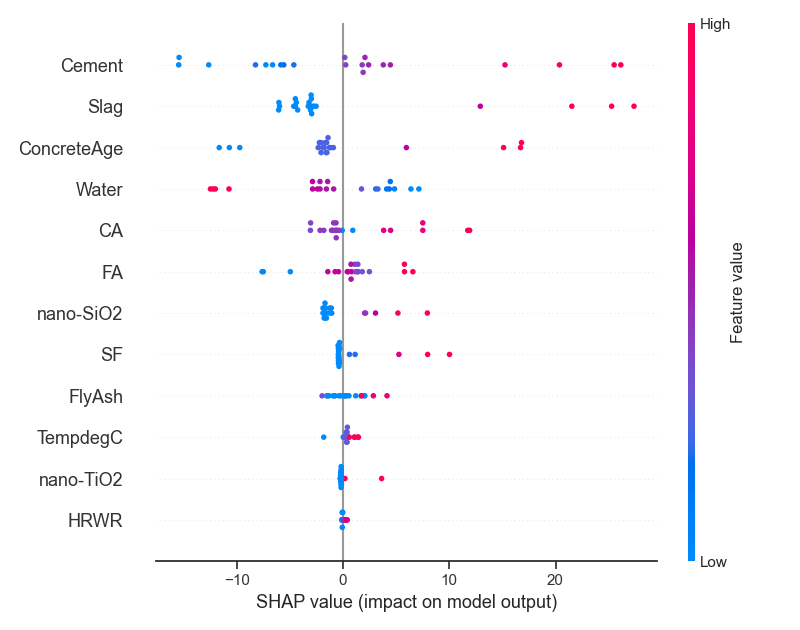 High
Cement
Slag
ConcreteAge
Water
CA
FA
nano-SiO2
SF
FlyAsh
TempdegC
nano-TiO2
HRWR
Feature value
Low
−10 0 10 20
SHAP value (impact on model output)